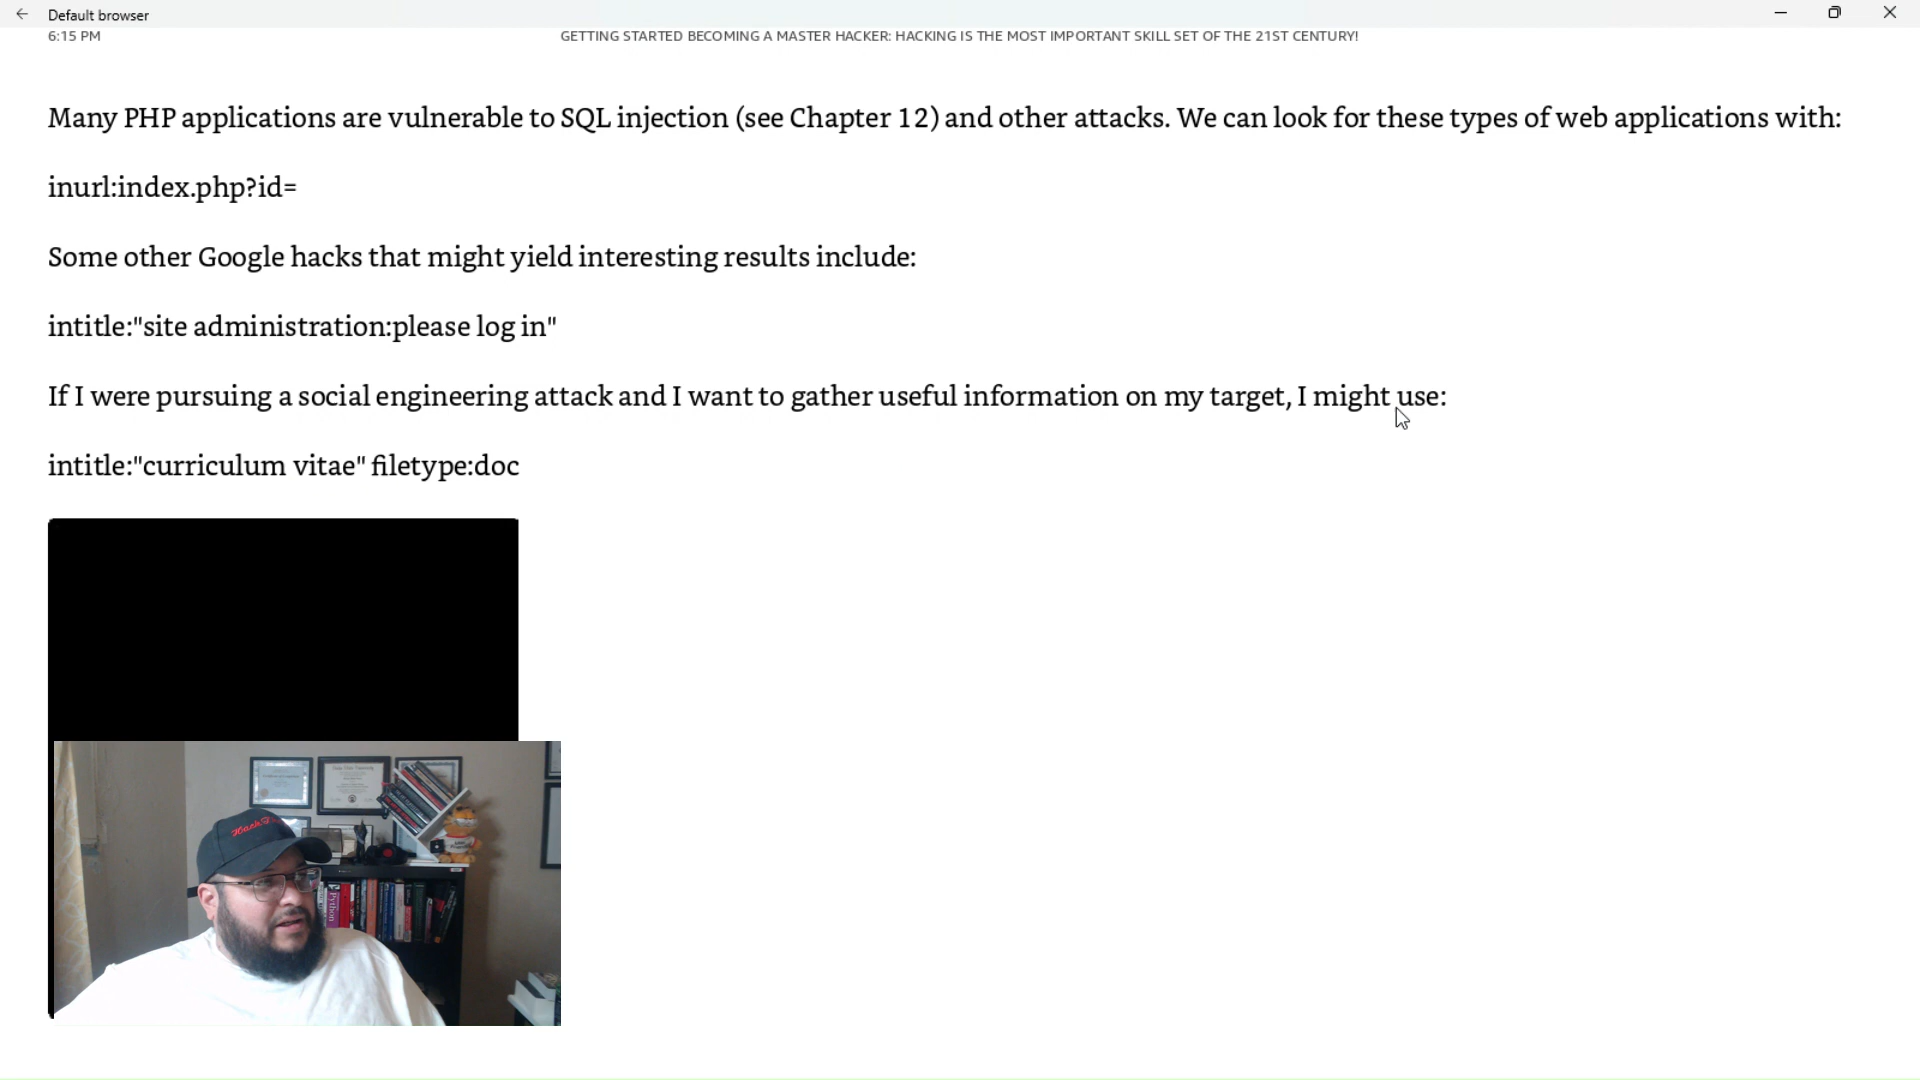 Default browser
6:15 PM
GETTING STARTED BECOMING A MASTER HACKER: HACKING IS THE MOST IMPORTANT SKILL SET OF THE 21ST CENTURY!
Many PHP applications are vulnerable to SQL injection (see Chapter 12) and other attacks. We can look for these types of web applications with:
inurl:index.php?id=
Some other Google hacks that might yield interesting results include:
intitle:"site administration:please log in"
If I were pursuing a social engineering attack and I want to gather useful information on my target, I might use:
intitle:"curriculum vitae" filetype:doc
Python